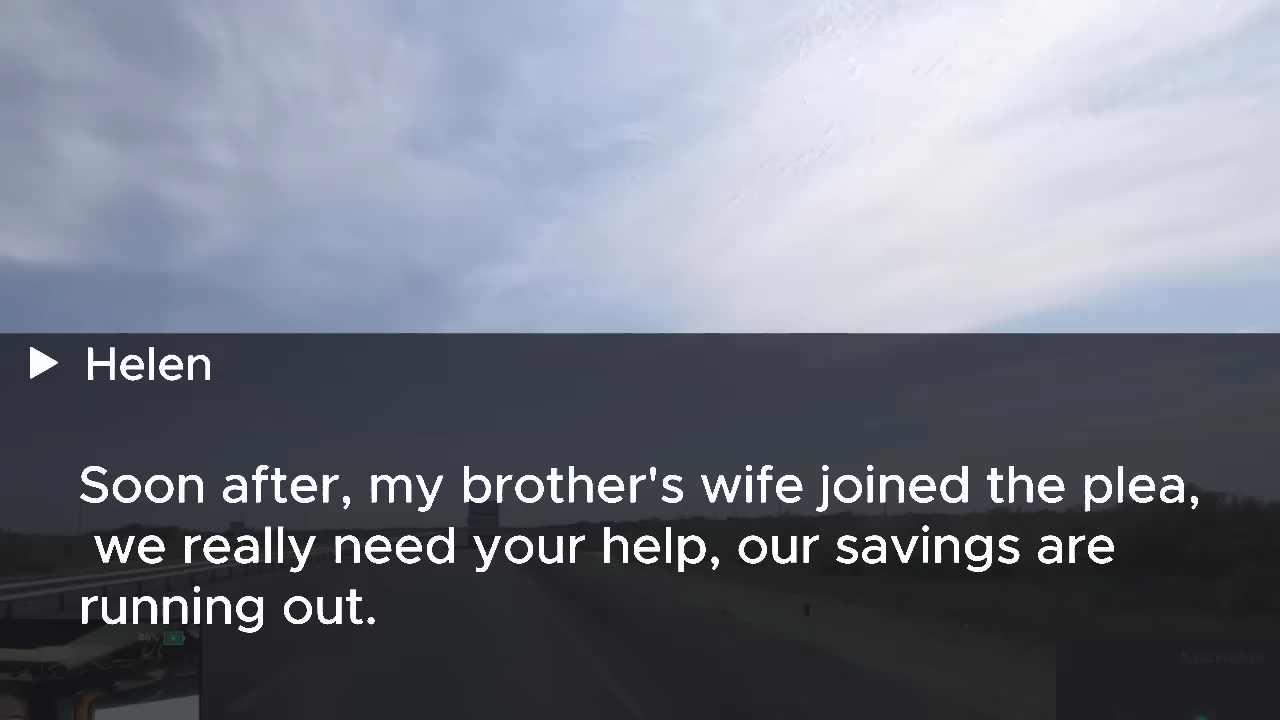 Helen
Soon after, my brother's wife joined the plea,
we really need your help, our savings are
running out.